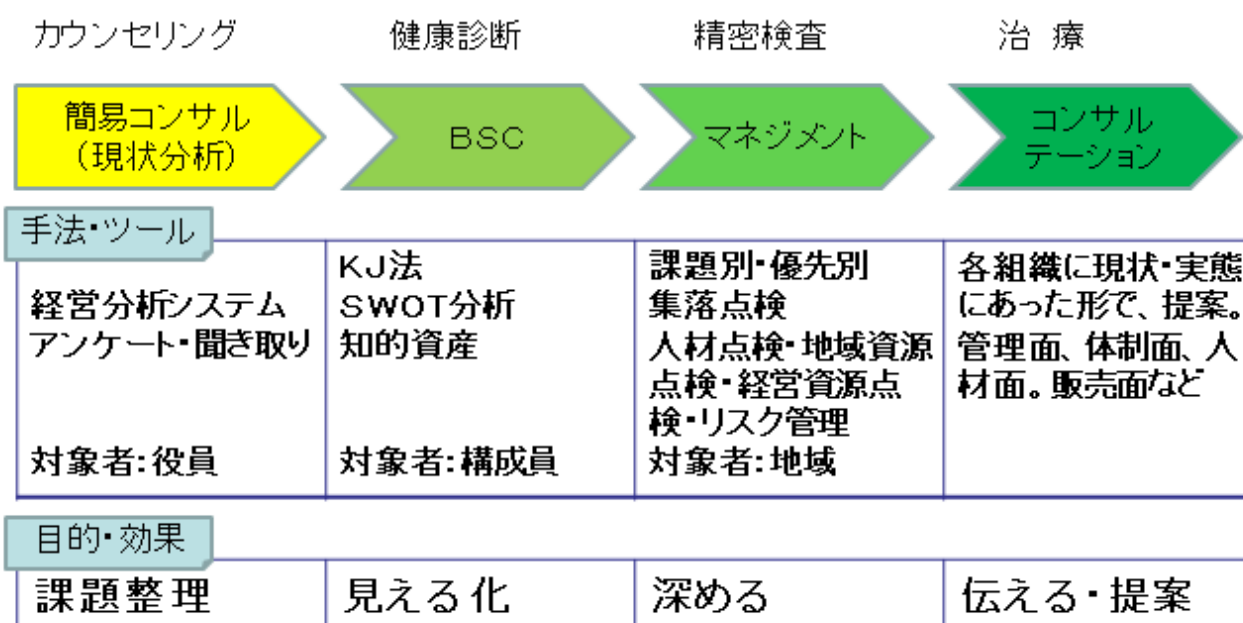 カウンセリング
健康診断
精密検査
治 療
簡易コンサル
(現状分析)
BSC
マネジメント
コンサル
テーション
手法・ツール
経営分析システム
アンケート・聞き取り
対象者:役員
KJ法
SWOT分析
知的資産
対象者:構成員
課題別・優先別
集落点検
人材点検・地域資源
点検・経営資源点
検・リスク管理
対象者:地域
各組織に現状・実態
にあった形で、提案。
管理面、体制面、人
材面。販売面など
目的・効果
課題整理
見える化
深める
伝える・提案